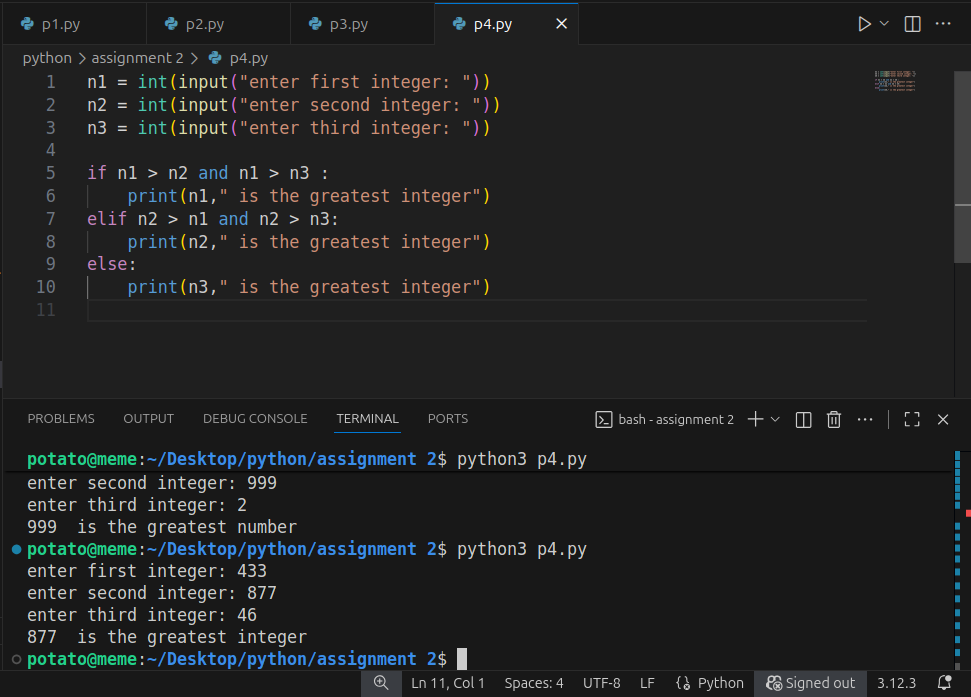 p1.py p2.py p3.py p4.py
python > assignment 2 > p4.py
1 n1 = int(input("enter first integer: "))
2 n2 = int(input("enter second integer: "))
3 n3 = int(input("enter third integer: "))
4
5 if n1 > n2 and n1 > n3 :
6     print(n1," is the greatest integer")
7 elif n2 > n1 and n2 > n3:
8     print(n2," is the greatest integer")
9 else:
10     print(n3," is the greatest integer")
11
PROBLEMS OUTPUT DEBUG CONSOLE TERMINAL PORTS bash - assignment 2
potato@meme:~/Desktop/python/assignment 2$ python3 p4.py
enter second integer: 999
enter third integer: 2
999  is the greatest number
potato@meme:~/Desktop/python/assignment 2$ python3 p4.py
enter first integer: 433
enter second integer: 877
enter third integer: 46
877  is the greatest integer
potato@meme:~/Desktop/python/assignment 2$
Ln 11, Col 1 Spaces: 4 UTF-8 LF {} Python Signed out 3.12.3